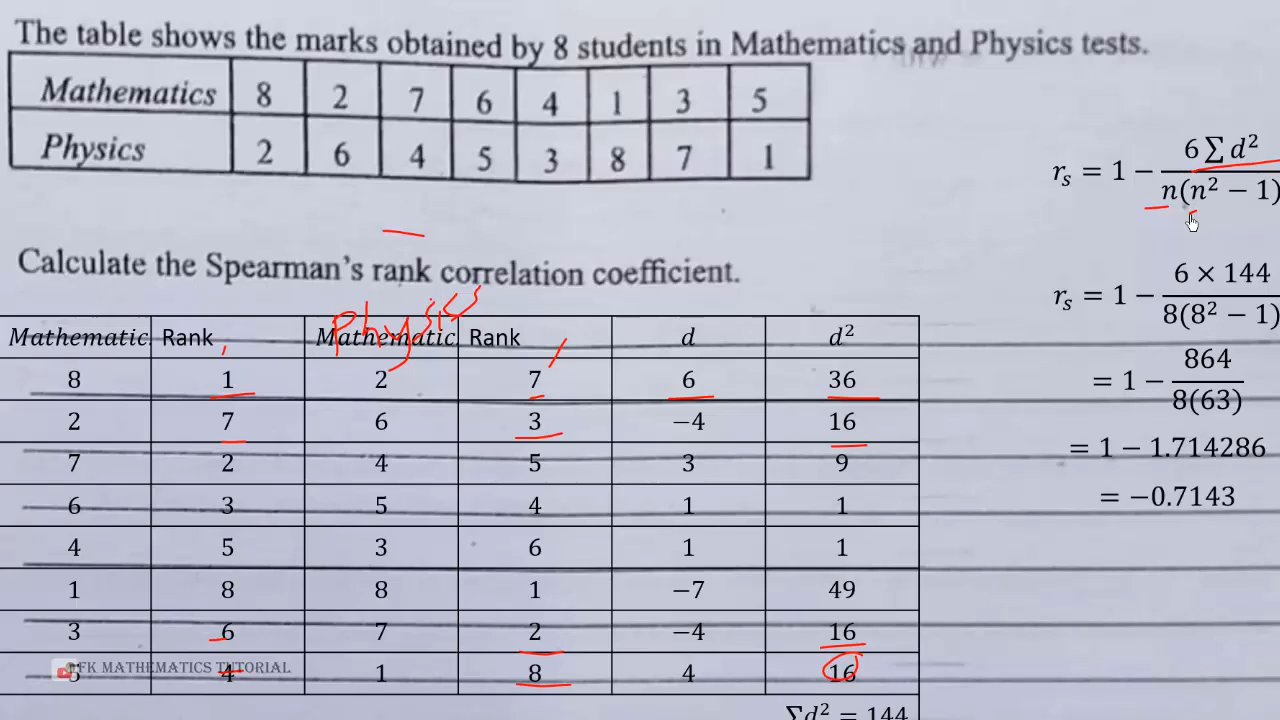 The table shows the marks obtained by 8 students in Mathematics and Physics tests.
Mathematics 8 2 7 6 4 1 3 5
Physics 2 6 4 5 3 8 7 1
Calculate the Spearman's rank correlation coefficient.
Physics
Mathematic Rank Mathematic Rank d d²
8 1 2 7 6 36
2 7 6 3 −4 16
7 2 4 5 3 9
6 3 5 4 1 1
4 5 3 6 1 1
1 8 8 1 −7 49
3 6 7 2 −4 16
5 4 1 8 4 16
∑d² = 144
FK MATHEMATICS TUTORIAL
rₛ = 1 − 6∑d² / n(n² − 1)
rₛ = 1 − 6 × 144 / 8(8² − 1)
= 1 − 864 / 8(63)
= 1 − 1.714286
= −0.7143